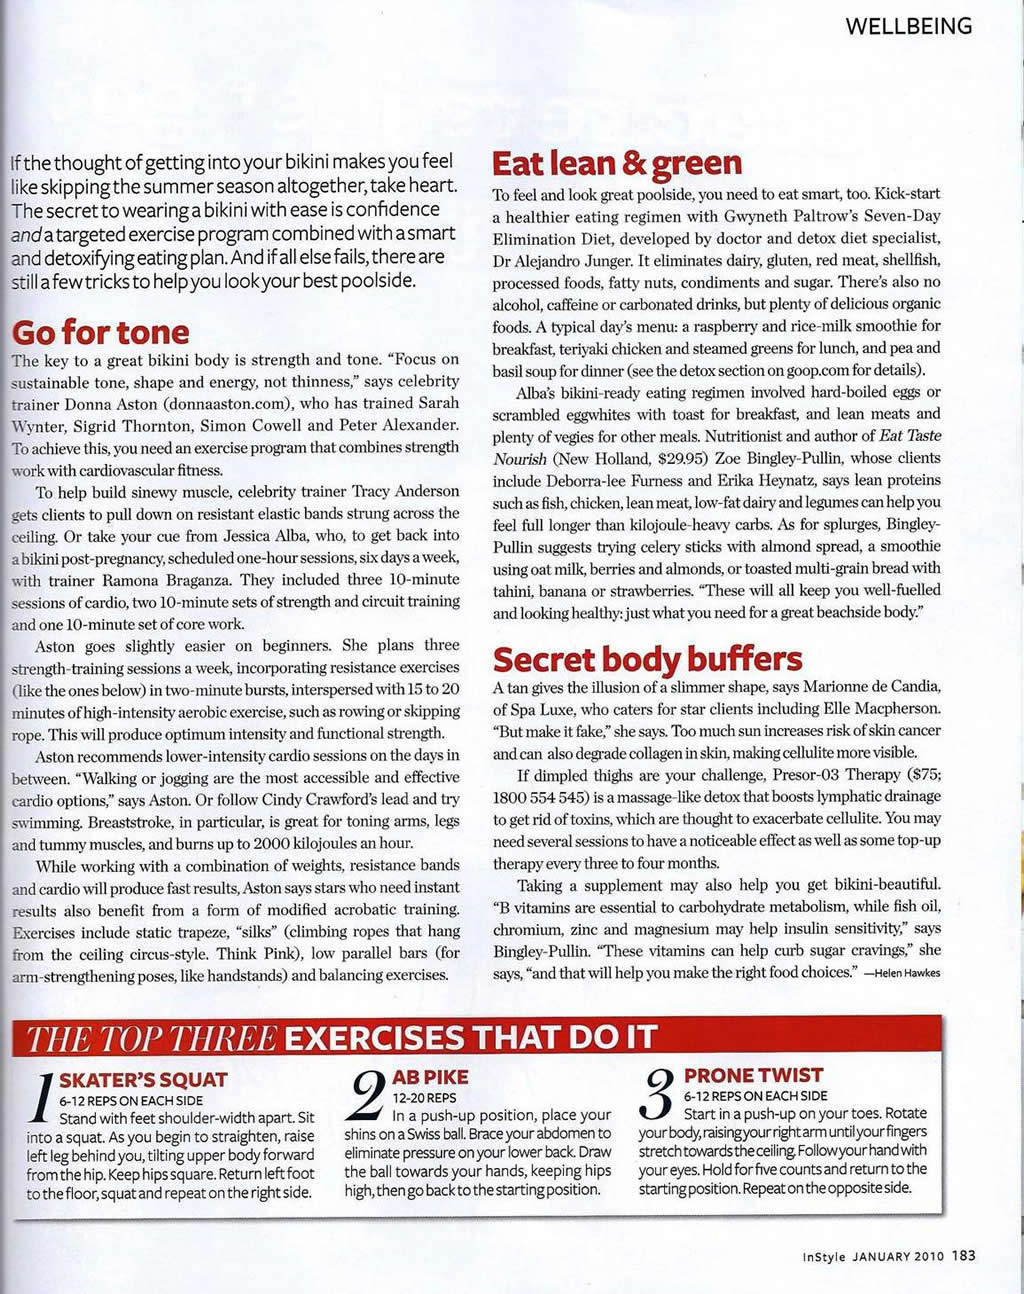 WELLBEING
If the thought of getting into your bikini makes you feel
like skipping the summer season altogether, take heart.
The secret to wearing a bikini with ease is confidence
and a targeted exercise program combined with a smart
and detoxifying eating plan. And if all else fails, there are
still a few tricks to help you look your best poolside.
Go for tone
The key to a great bikini body is strength and tone. “Focus on
sustainable tone, shape and energy, not thinness,” says celebrity
trainer Donna Aston (donnaaston.com), who has trained Sarah
Wynter, Sigrid Thornton, Simon Cowell and Peter Alexander.
To achieve this, you need an exercise program that combines strength
work with cardiovascular fitness.
To help build sinewy muscle, celebrity trainer Tracy Anderson
gets clients to pull down on resistant elastic bands strung across the
ceiling. Or take your cue from Jessica Alba, who, to get back into
a bikini post-pregnancy, scheduled one-hour sessions, six days a week,
with trainer Ramona Braganza. They included three 10-minute
sessions of cardio, two 10-minute sets of strength and circuit training
and one 10-minute set of core work.
Aston goes slightly easier on beginners. She plans three
strength-training sessions a week, incorporating resistance exercises
(like the ones below) in two-minute bursts, interspersed with 15 to 20
minutes of high-intensity aerobic exercise, such as rowing or skipping
rope. This will produce optimum intensity and functional strength.
Aston recommends lower-intensity cardio sessions on the days in
between. “Walking or jogging are the most accessible and effective
cardio options,” says Aston. Or follow Cindy Crawford’s lead and try
swimming. Breaststroke, in particular, is great for toning arms, legs
and tummy muscles, and burns up to 2000 kilojoules an hour.
While working with a combination of weights, resistance bands
and cardio will produce fast results, Aston says stars who need instant
results also benefit from a form of modified acrobatic training.
Exercises include static trapeze, “silks” (climbing ropes that hang
from the ceiling circus-style. Think Pink), low parallel bars (for
arm-strengthening poses, like handstands) and balancing exercises.
Eat lean & green
To feel and look great poolside, you need to eat smart, too. Kick-start
a healthier eating regimen with Gwyneth Paltrow’s Seven-Day
Elimination Diet, developed by doctor and detox diet specialist,
Dr Alejandro Junger. It eliminates dairy, gluten, red meat, shellfish,
processed foods, fatty nuts, condiments and sugar. There’s also no
alcohol, caffeine or carbonated drinks, but plenty of delicious organic
foods. A typical day’s menu: a raspberry and rice-milk smoothie for
breakfast, teriyaki chicken and steamed greens for lunch, and pea and
basil soup for dinner (see the detox section on goop.com for details).
Alba’s bikini-ready eating regimen involved hard-boiled eggs or
scrambled eggwhites with toast for breakfast, and lean meats and
plenty of vegies for other meals. Nutritionist and author of Eat Taste
Nourish (New Holland, $29.95) Zoe Bingley-Pullin, whose clients
include Deborra-lee Furness and Erika Heynatz, says lean proteins
such as fish, chicken, lean meat, low-fat dairy and legumes can help you
feel full longer than kilojoule-heavy carbs. As for splurges, Bingley-
Pullin suggests trying celery sticks with almond spread, a smoothie
using oat milk, berries and almonds, or toasted multi-grain bread with
tahini, banana or strawberries. “These will all keep you well-fuelled
and looking healthy: just what you need for a great beachside body.”
Secret body buffers
A tan gives the illusion of a slimmer shape, says Marionne de Candia,
of Spa Luxe, who caters for star clients including Elle Macpherson.
“But make it fake,” she says. Too much sun increases risk of skin cancer
and can also degrade collagen in skin, making cellulite more visible.
If dimpled thighs are your challenge, Presor-03 Therapy ($75;
1800 554 545) is a massage-like detox that boosts lymphatic drainage
to get rid of toxins, which are thought to exacerbate cellulite. You may
need several sessions to have a noticeable effect as well as some top-up
therapy every three to four months.
Taking a supplement may also help you get bikini-beautiful.
“B vitamins are essential to carbohydrate metabolism, while fish oil,
chromium, zinc and magnesium may help insulin sensitivity,” says
Bingley-Pullin. “These vitamins can help curb sugar cravings,” she
says, “and that will help you make the right food choices.” —Helen Hawkes
THE TOP THREE EXERCISES THAT DO IT
1 SKATER’S SQUAT
6-12 REPS ON EACH SIDE
Stand with feet shoulder-width apart. Sit
into a squat. As you begin to straighten, raise
left leg behind you, tilting upper body forward
from the hip. Keep hips square. Return left foot
to the floor, squat and repeat on the right side.
2 AB PIKE
12-20 REPS
In a push-up position, place your
shins on a Swiss ball. Brace your abdomen to
eliminate pressure on your lower back. Draw
the ball towards your hands, keeping hips
high, then go back to the starting position.
3 PRONE TWIST
6-12 REPS ON EACH SIDE
Start in a push-up on your toes. Rotate
your body, raising your right arm until your fingers
stretch towards the ceiling. Follow your hand with
your eyes. Hold for five counts and return to the
starting position. Repeat on the opposite side.
InStyle JANUARY 2010 183